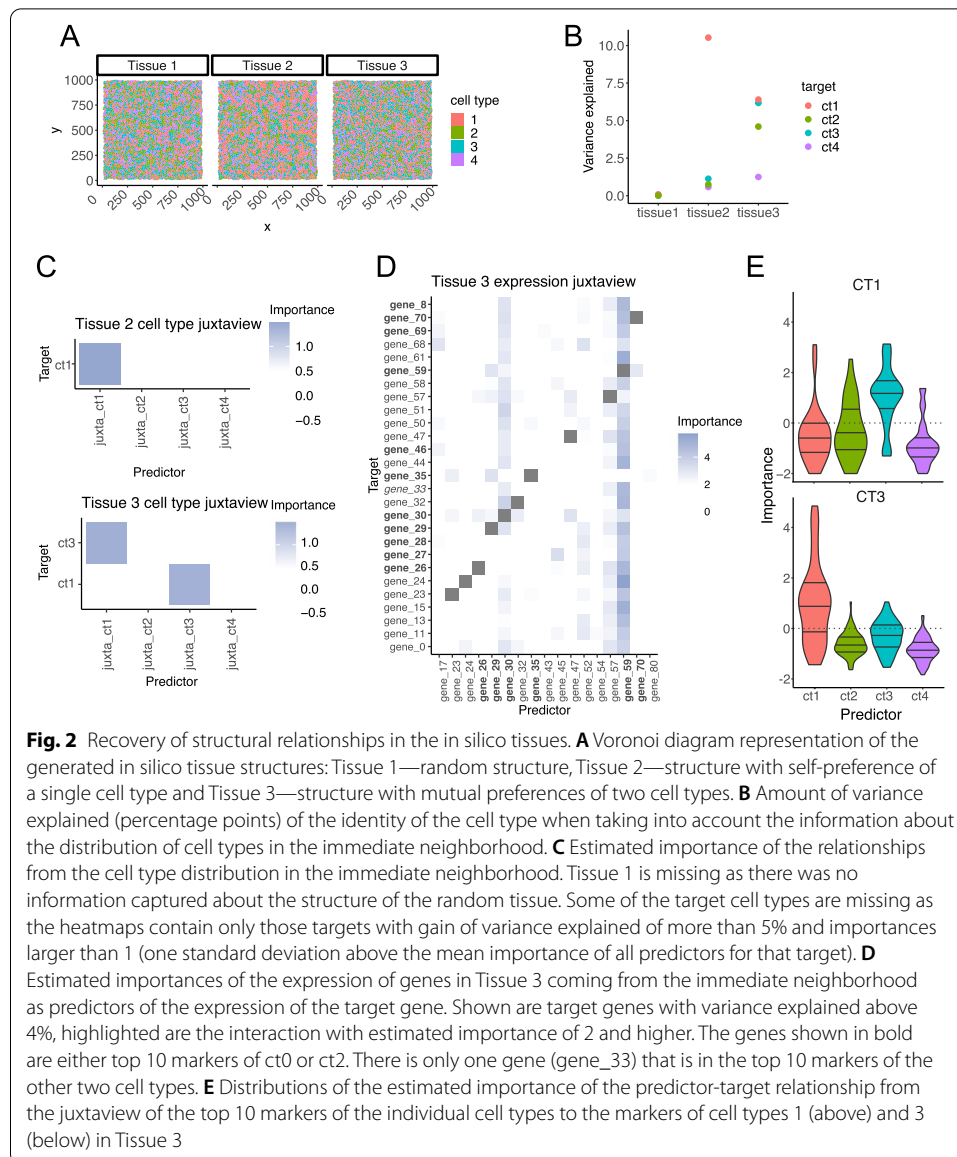 A
Tissue 1
Tissue 2
Tissue 3
1000
750
500
250
0
y
0
250
500
750
1000
0
250
500
750
1000
0
250
500
750
1000
x
cell type
1
2
3
4
B
10.0
7.5
5.0
2.5
0.0
Variance explained
tissue1
tissue2
tissue3
target
ct1
ct2
ct3
ct4
C
Tissue 2 cell type juxtaview
Target
ct1
juxta_ct1
juxta_ct2
juxta_ct3
juxta_ct4
Predictor
Importance
1.0
0.5
0.0
−0.5
Tissue 3 cell type juxtaview
Target
ct3
ct1
juxta_ct1
juxta_ct2
juxta_ct3
juxta_ct4
Predictor
Importance
1.0
0.5
0.0
−0.5
D
Tissue 3 expression juxtaview
Target
gene_8
gene_70
gene_69
gene_68
gene_61
gene_59
gene_58
gene_57
gene_51
gene_50
gene_47
gene_46
gene_44
gene_35
gene_33
gene_32
gene_30
gene_29
gene_28
gene_27
gene_26
gene_24
gene_23
gene_15
gene_13
gene_11
gene_0
gene_17
gene_23
gene_24
gene_26
gene_29
gene_30
gene_32
gene_35
gene_43
gene_45
gene_47
gene_52
gene_54
gene_57
gene_59
gene_70
gene_80
Predictor
Importance
4
2
0
E
CT1
4
2
0
−2
Importance
CT3
4
2
0
−2
ct1
ct2
ct3
ct4
Predictor
Fig. 2 Recovery of structural relationships in the in silico tissues. A Voronoi diagram representation of the
generated in silico tissue structures: Tissue 1—random structure, Tissue 2—structure with self-preference of
a single cell type and Tissue 3—structure with mutual preferences of two cell types. B Amount of variance
explained (percentage points) of the identity of the cell type when taking into account the information about
the distribution of cell types in the immediate neighborhood. C Estimated importance of the relationships
from the cell type distribution in the immediate neighborhood. Tissue 1 is missing as there was no
information captured about the structure of the random tissue. Some of the target cell types are missing as
the heatmaps contain only those targets with gain of variance explained of more than 5% and importances
larger than 1 (one standard deviation above the mean importance of all predictors for that target). D
Estimated importances of the expression of genes in Tissue 3 coming from the immediate neighborhood
as predictors of the expression of the target gene. Shown are target genes with variance explained above
4%, highlighted are the interaction with estimated importance of 2 and higher. The genes shown in bold
are either top 10 markers of ct0 or ct2. There is only one gene (gene_33) that is in the top 10 markers of the
other two cell types. E Distributions of the estimated importance of the predictor-target relationship from
the juxtaview of the top 10 markers of the individual cell types to the markers of cell types 1 (above) and 3
(below) in Tissue 3